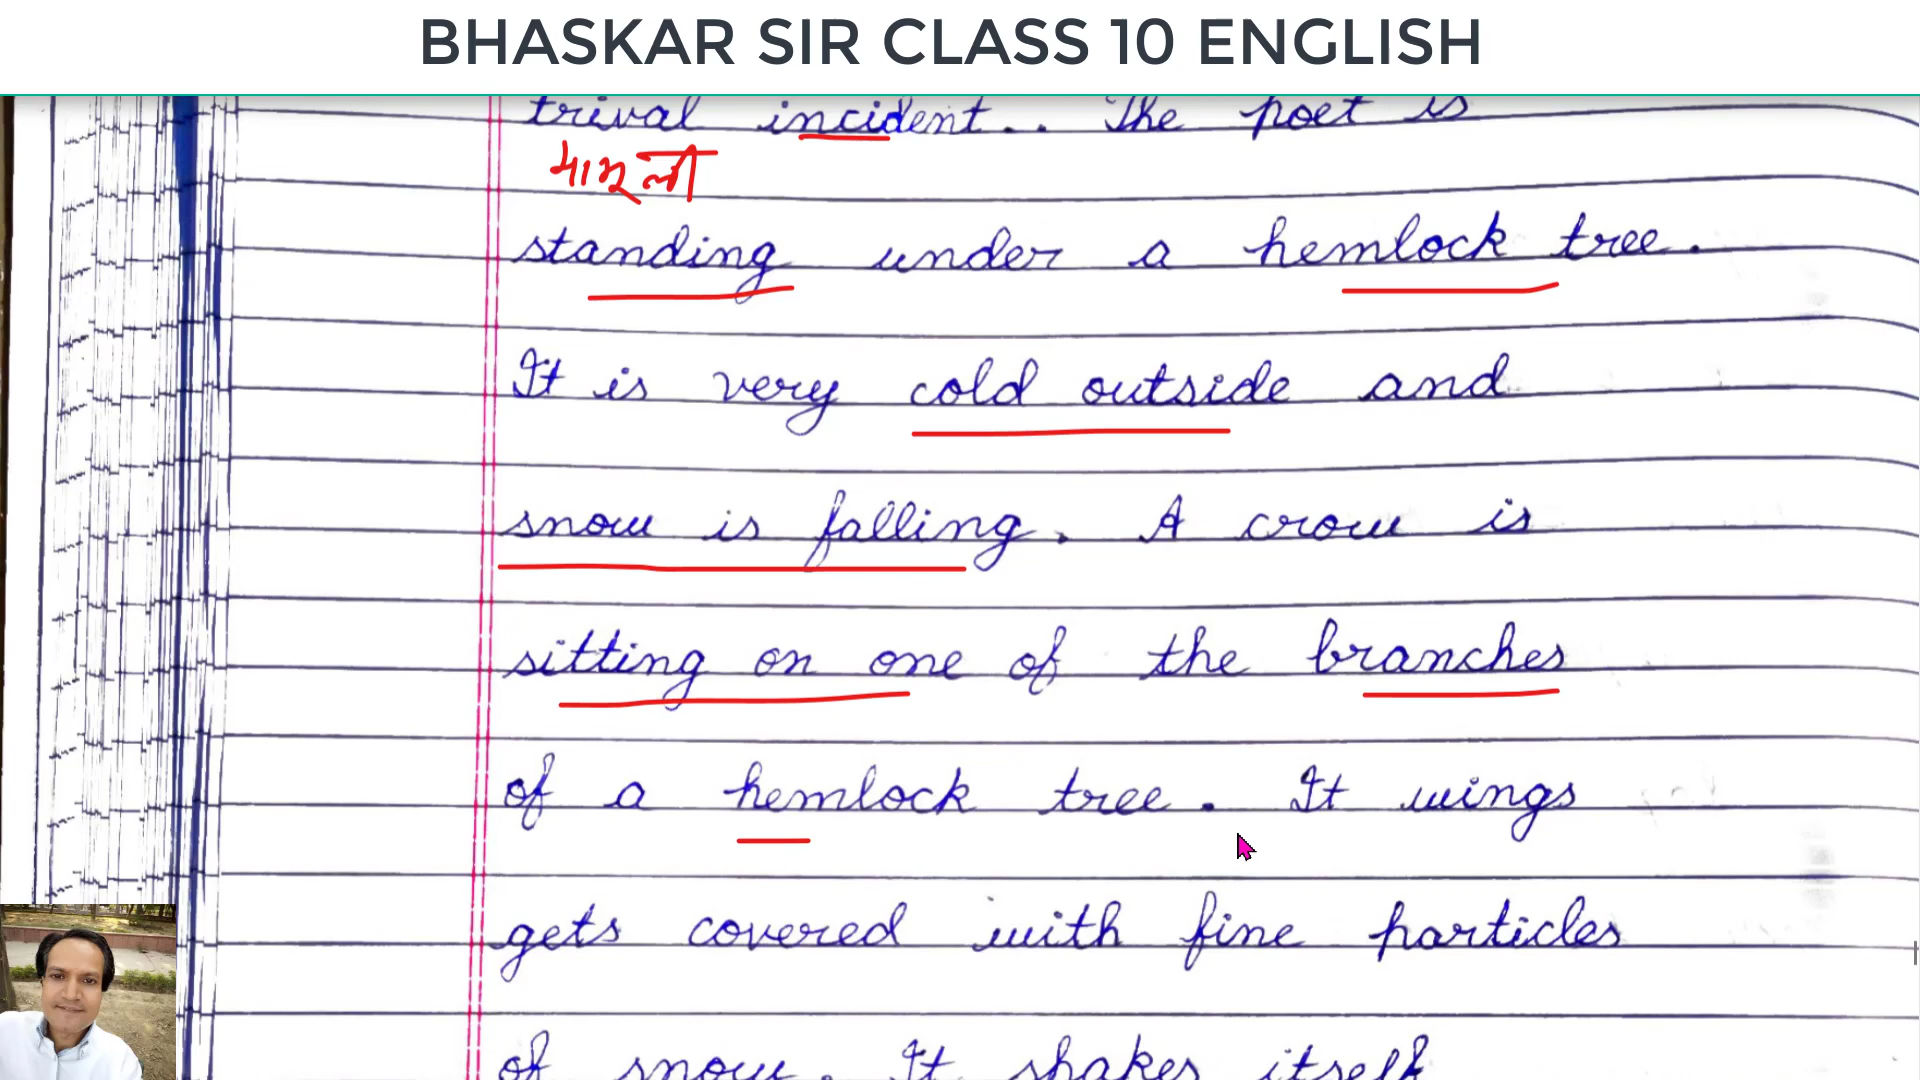 BHASKAR SIR CLASS 10 ENGLISH
trival incident.. The poet is
मामूली
standing under a hemlock tree.
It is very cold outside and
snow is falling. A crow is
sitting on one of the branches
of a hemlock tree. It wings
gets covered with fine particles
of snow. It shakes itself